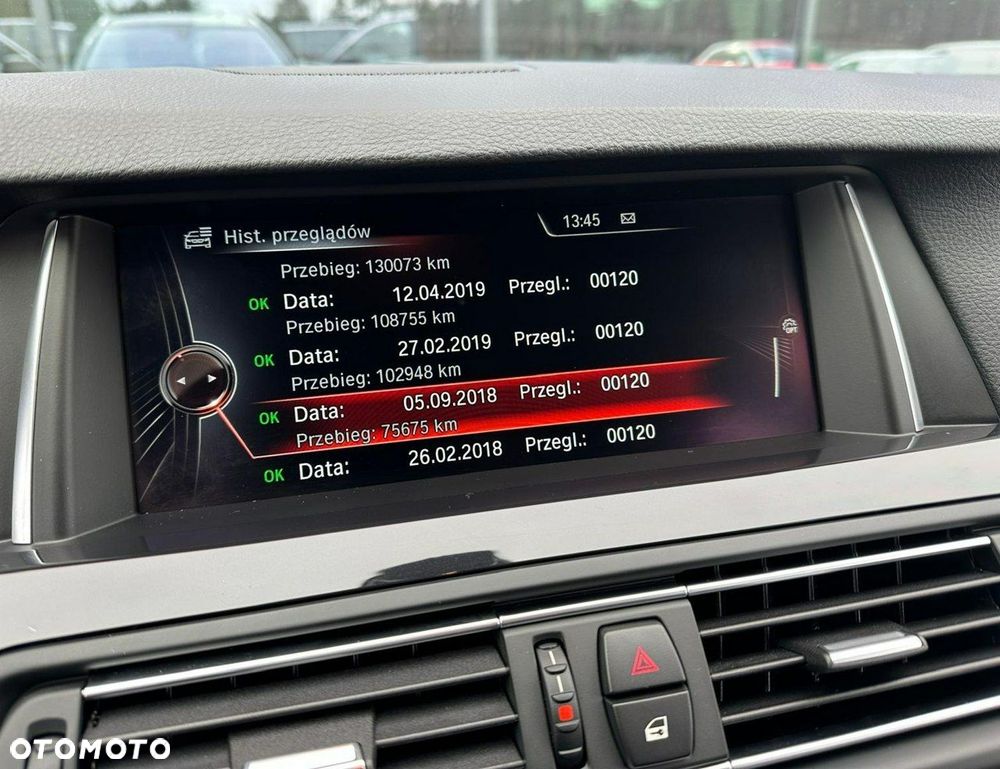 Hist. przeglądów
13:45
Przebieg: 130073 km
OK Data: 12.04.2019 Przegl.: 00120
Przebieg: 108755 km
OK Data: 27.02.2019 Przegl.: 00120
Przebieg: 102948 km
OK Data: 05.09.2018 Przegl.: 00120
Przebieg: 75675 km
OK Data: 26.02.2018 Przegl.: 00120
OPT
OTOMOTO